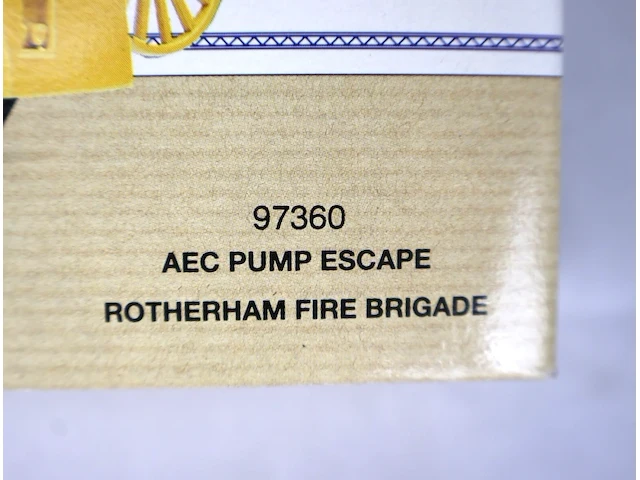 97360
AEC PUMP ESCAPE
ROTHERHAM FIRE BRIGADE